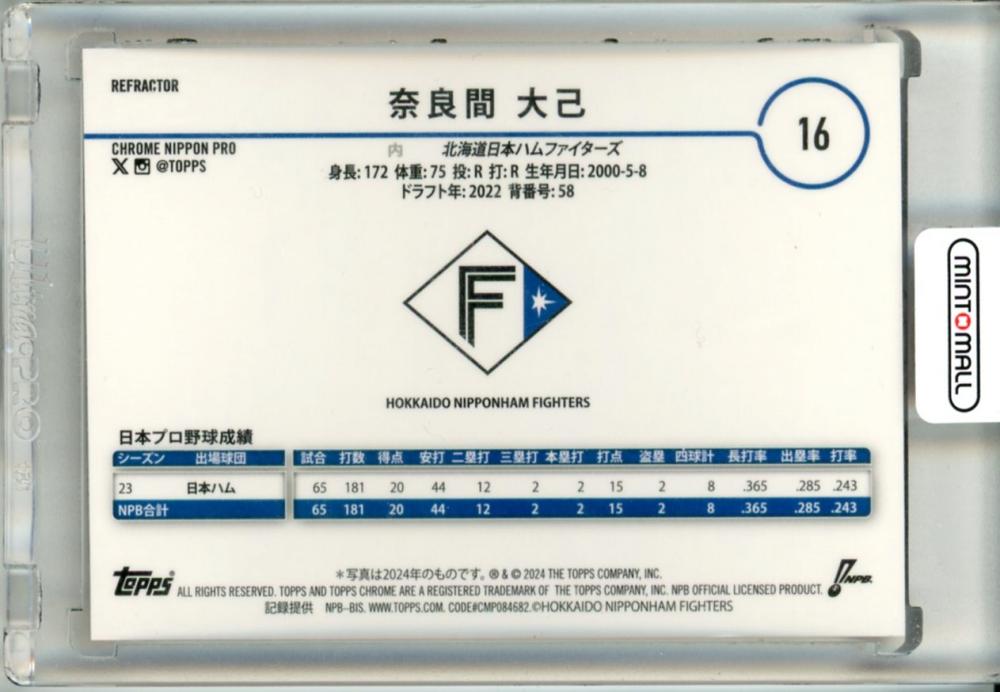 REFRACTOR
奈良間 大己
16
CHROME NIPPON PRO
@TOPPS
内 北海道日本ハムファイターズ
身長: 172 体重: 75 投: R 打: R 生年月日: 2000-5-8
ドラフト年: 2022 背番号: 58
F
HOKKAIDO NIPPONHAM FIGHTERS
日本プロ野球成績
シーズン 出場球団 試合 打数 得点 安打 二塁打 三塁打 本塁打 打点 盗塁 四球計 長打率 出塁率 打率
23 日本ハム 65 181 20 44 12 2 2 15 2 8 .365 .285 .243
NPB合計 65 181 20 44 12 2 2 15 2 8 .365 .285 .243
topps
*写真は2024年のものです。 ® & © 2024 THE TOPPS COMPANY, INC.
ALL RIGHTS RESERVED. TOPPS AND TOPPS CHROME ARE A REGISTERED TRADEMARK OF THE TOPPS COMPANY, INC. NPB OFFICIAL LICENSED PRODUCT.
記録提供 NPB-BIS. WWW.TOPPS.COM. CODE#CMP084682.©HOKKAIDO NIPPONHAM FIGHTERS
NPB.
MINTOMALL
Ultra PRO